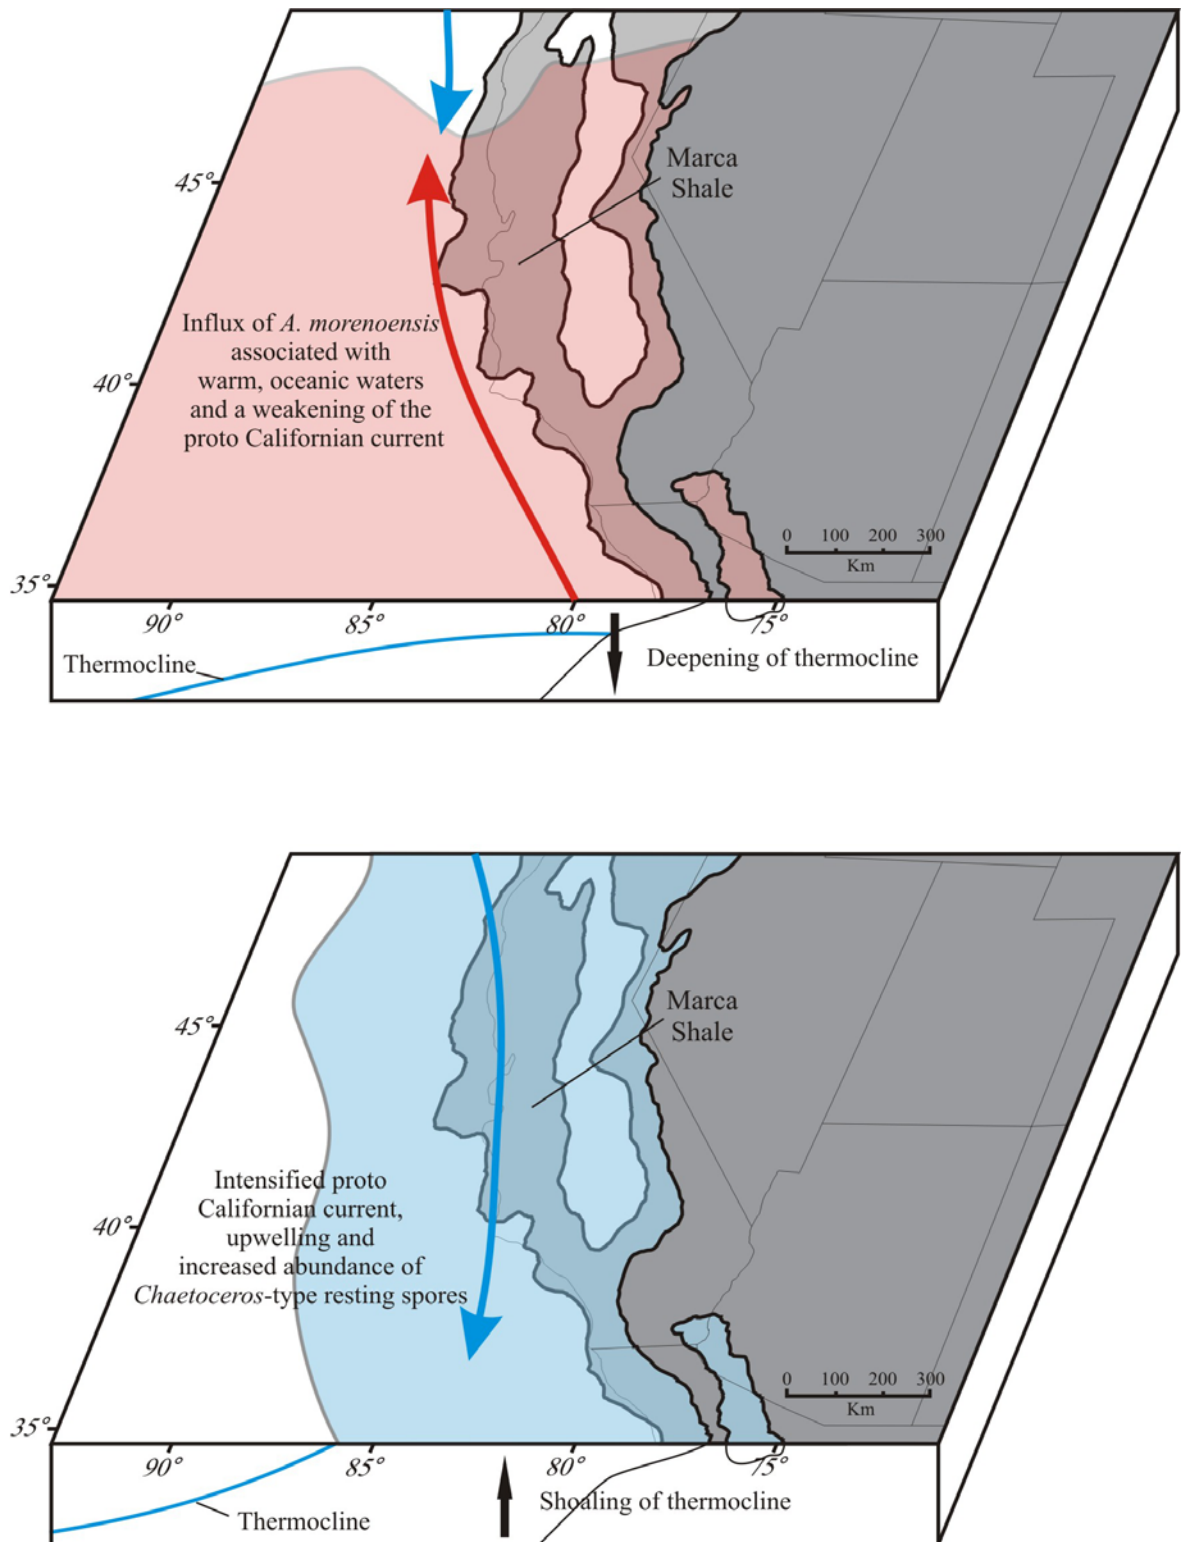 Marca
Shale
45°
Influx of A. morenoensis
associated with
warm, oceanic waters
and a weakening of the
proto Californian current
40°
0 100 200 300
Km
35°
90° 85° 80° 75°
Thermocline
Deepening of thermocline
Marca
Shale
45°
Intensified proto
Californian current,
upwelling and
increased abundance of
Chaetoceros-type resting spores
40°
0 100 200 300
Km
35°
90° 85° 80° 75°
Shoaling of thermocline
Thermocline